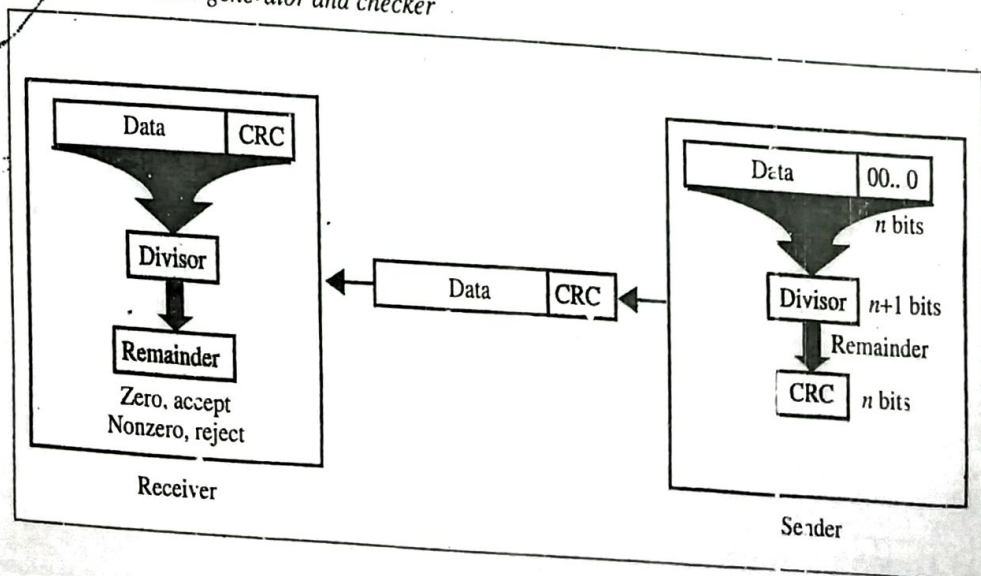 generator and checker
Data CRC
Divisor
Remainder
Zero, accept
Nonzero, reject
Receiver
Data CRC
Data 00.. 0
n bits
Divisor n+1 bits
Remainder
CRC n bits
Sender